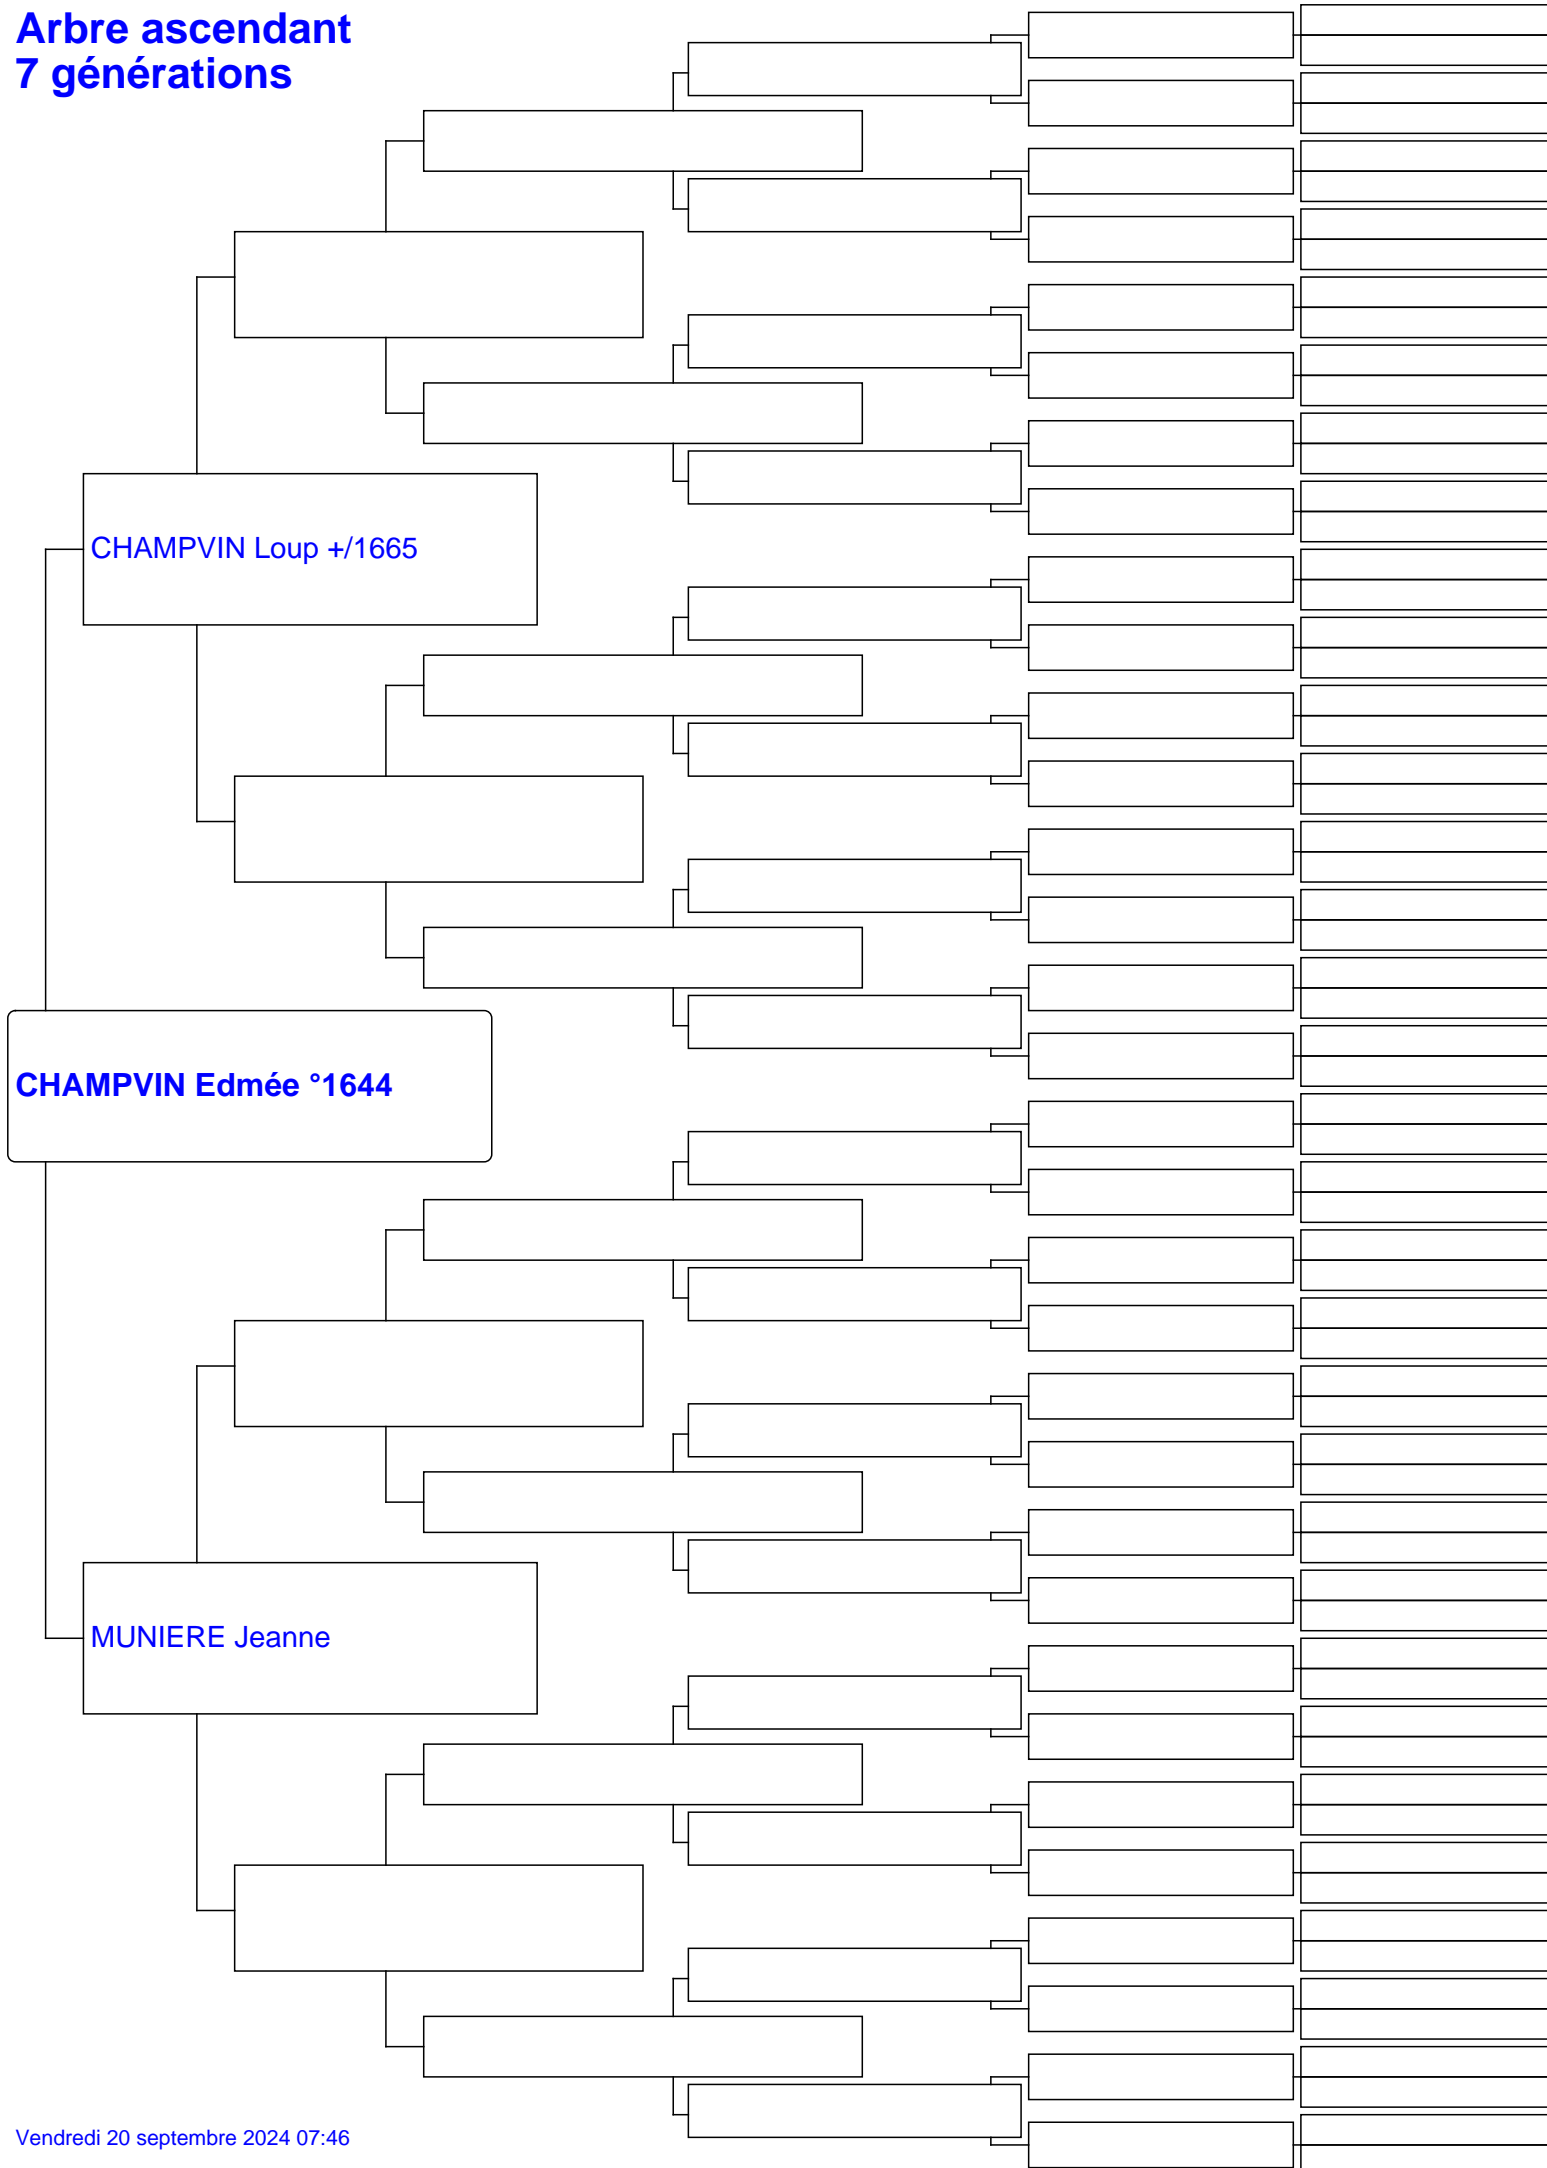 Arbre ascendant
7 générations
CHAMPVIN Loup +/1665
CHAMPVIN Edmée °1644
MUNIERE Jeanne
Vendredi 20 septembre 2024 07:46